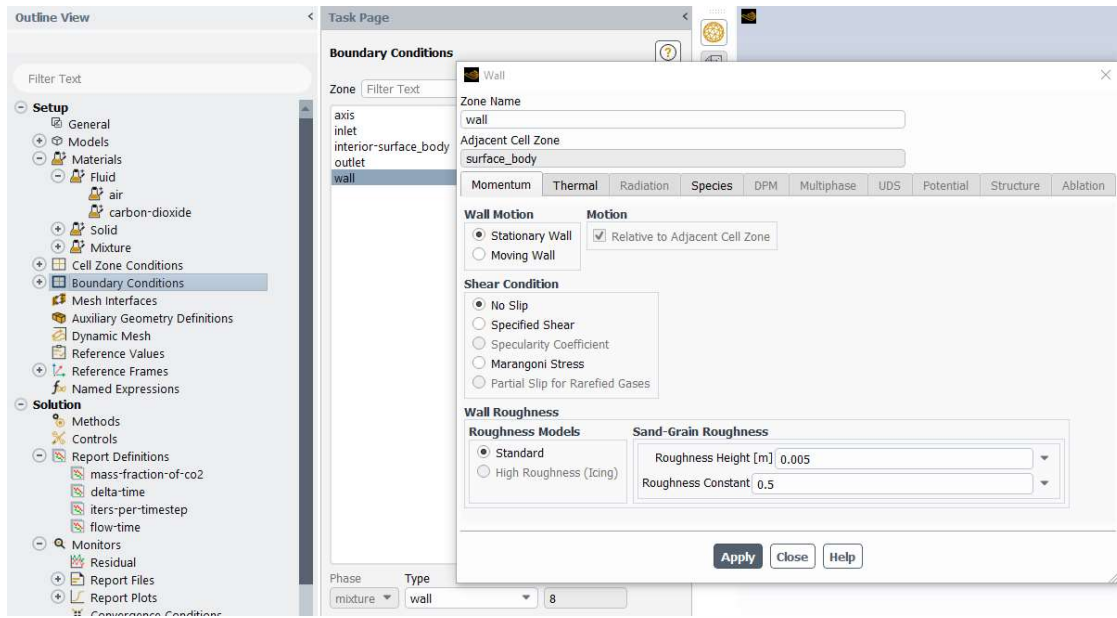 Outline View
Filter Text
Setup
General
Models
Materials
Fluid
air
carbon-dioxide
Solid
Mixture
Cell Zone Conditions
Boundary Conditions
Mesh Interfaces
Auxiliary Geometry Definitions
Dynamic Mesh
Reference Values
Reference Frames
Named Expressions
Solution
Methods
Controls
Report Definitions
mass-fraction-of-co2
delta-time
iters-per-timestep
flow-time
Monitors
Residual
Report Files
Report Plots
Convergence Conditions
Task Page
Boundary Conditions
Zone Filter Text
axis
inlet
interior-surface_body
outlet
wall
Phase Type
mixture wall 8
Wall
Zone Name
wall
Adjacent Cell Zone
surface_body
Momentum Thermal Radiation Species DPM Multiphase UDS Potential Structure Ablation
Wall Motion Motion
Stationary Wall Relative to Adjacent Cell Zone
Moving Wall
Shear Condition
No Slip
Specified Shear
Specularity Coefficient
Marangoni Stress
Partial Slip for Rarefied Gases
Wall Roughness
Roughness Models Sand-Grain Roughness
Standard Roughness Height [m] 0.005
High Roughness (Icing) Roughness Constant 0.5
Apply Close Help